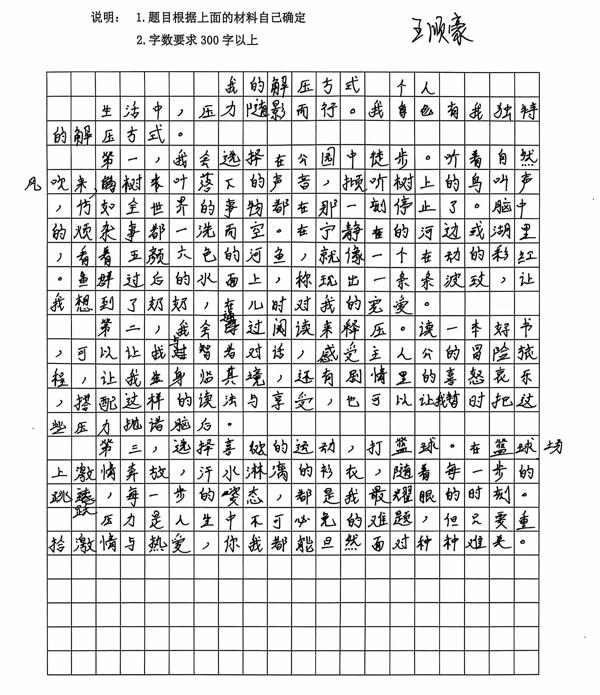 说明： 1.题目根据上面的材料自己确定
2.字数要求 300 字以上
王顺豪
我的解压方式 个人
生活中，压力随影而行。我自也有我独特
的解压方式。
第一，我会选择在公园中徒步。听着自然
风吹来，树木叶落下的声音，倾听树上的鸟叫声
，仿如全世界的事物都在那一刻停止了。脑中
的烦杂事都一洗而空。在宁静在的河边或湖里
，看着五颜六色的河鱼，就像一个在动的彩红
。鱼群过后的水面上，称现出一条条波纹，让
我想到了奶奶，在儿时对我的宠爱。
第二，我会通过阅读来释压。读一本好书
，可以让我与智者对话，感受主人公的冒险旅
程，让我坐身临其境，还有剧情里的喜怒哀乐
，搭配这样的读法与享受，也可以让我暂时把这
些压力抛诺脑后。
第三，选择喜欢的运动，打篮球。在篮球场
上激情奔放，汗水淋漓的衫衣，随着每一步的
跳跃，每一步的姿态，都是我最耀眼的时刻。
压力是人生中不可必免的难题，但只要重
拾激情与热爱，你我都能旦然面对种种难关。